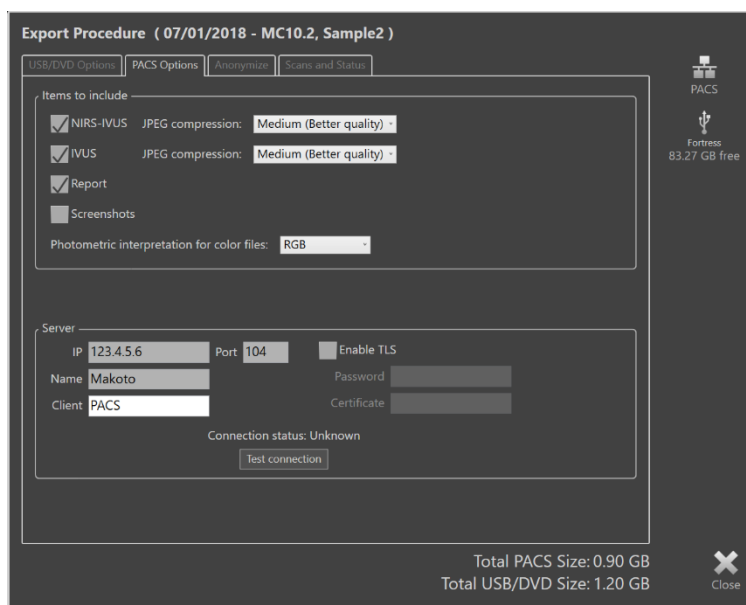 Export Procedure ( 07/01/2018 - MC10.2, Sample2 )
USB/DVD Options PACS Options Anonymize Scans and Status
PACS
Fortress
83.27 GB free
Items to include
NIRS-IVUS JPEG compression: Medium (Better quality)
IVUS JPEG compression: Medium (Better quality)
Report
Screenshots
Photometric interpretation for color files: RGB
Server
IP 123.4.5.6 Port 104 Enable TLS
Name Makoto Password
Client PACS Certificate
Connection status: Unknown
Test connection
Total PACS Size: 0.90 GB
Total USB/DVD Size: 1.20 GB
Close